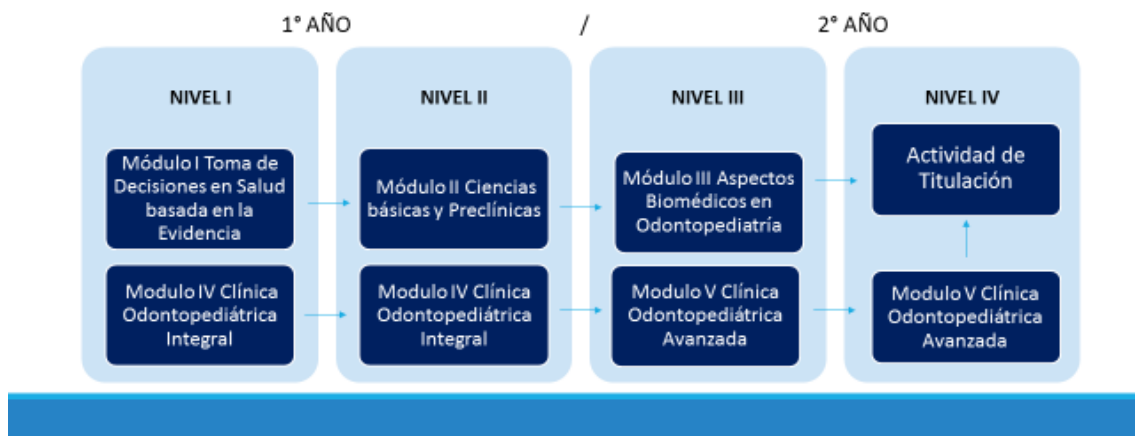 1° AÑO / 2° AÑO
NIVEL I
Módulo I Toma de
Decisiones en Salud
basada en la
Evidencia
Modulo IV Clínica
Odontopediátrica
Integral
NIVEL II
Módulo II Ciencias
básicas y Preclínicas
Modulo IV Clínica
Odontopediátrica
Integral
NIVEL III
Módulo III Aspectos
Biomédicos en
Odontopediatría
Modulo V Clínica
Odontopediátrica
Avanzada
NIVEL IV
Actividad de
Titulación
Modulo V Clínica
Odontopediátrica
Avanzada